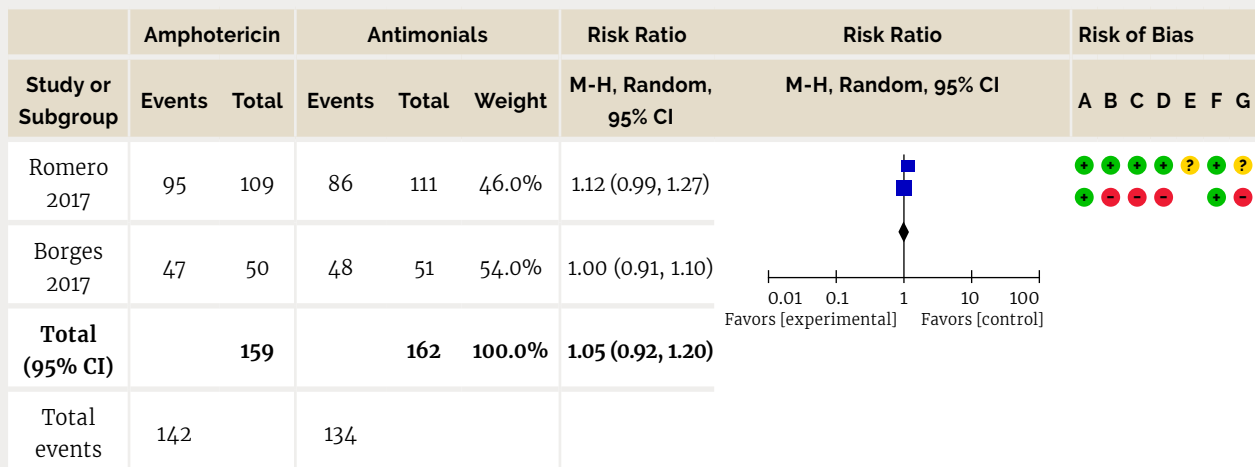 Amphotericin Antimonials Risk Ratio Risk Ratio Risk of Bias
Study or
Subgroup
Events Total Events Total Weight
M-H, Random,
95% CI
M-H, Random, 95% CI
A B C D E F G
Romero
2017
95 109 86 111 46.0% 1.12 (0.99, 1.27)
+ + + + ? + ?
+ - - - + -
Borges
2017
47 50 48 51 54.0% 1.00 (0.91, 1.10)
0.01 0.1 1 10 100
Favors [experimental] Favors [control]
Total
(95% CI)
159 162 100.0% 1.05 (0.92, 1.20)
Total
events
142 134